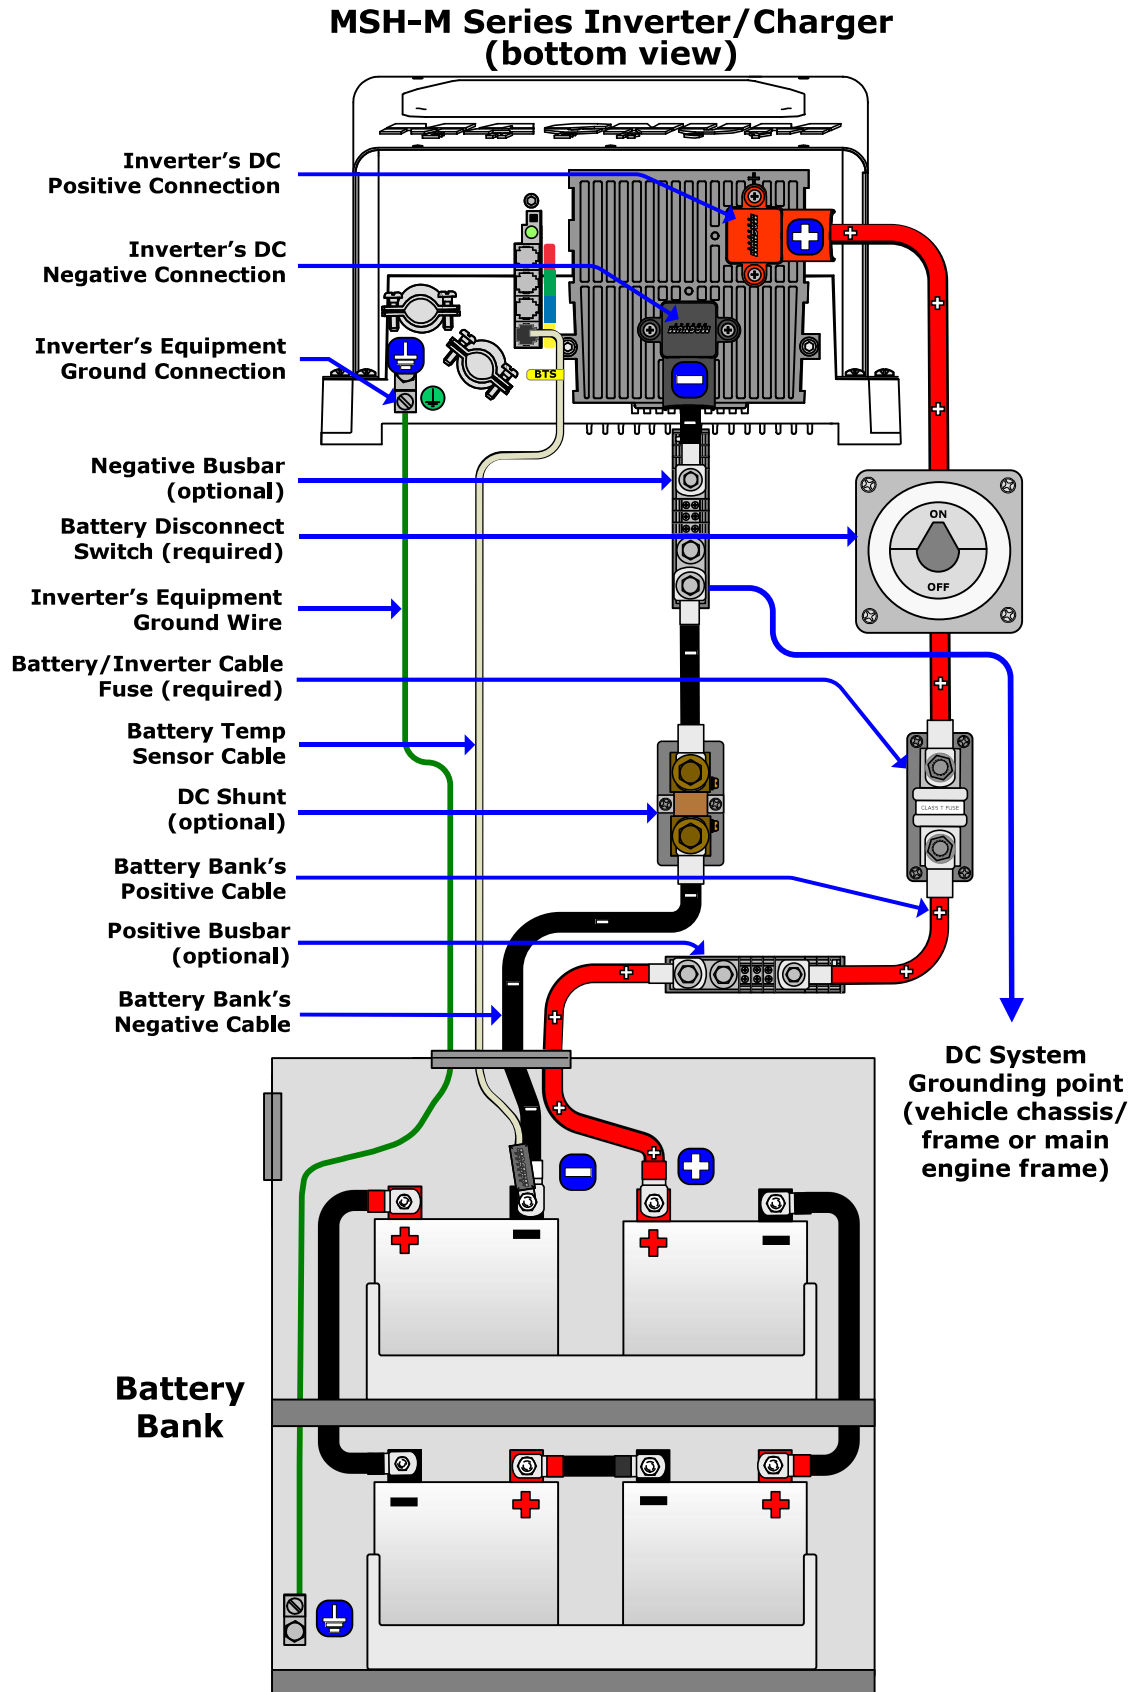 MSH-M Series Inverter/Charger
(bottom view)
Inverter's DC
Positive Connection
Inverter's DC
Negative Connection
Inverter's Equipment
Ground Connection
BTS
Negative Busbar
(optional)
Battery Disconnect
Switch (required)
ON
OFF
Inverter's Equipment
Ground Wire
Battery/Inverter Cable
Fuse (required)
Battery Temp
Sensor Cable
CLASS T FUSE
DC Shunt
(optional)
Battery Bank's
Positive Cable
Positive Busbar
(optional)
Battery Bank's
Negative Cable
DC System
Grounding point
(vehicle chassis/
frame or main
engine frame)
Battery
Bank